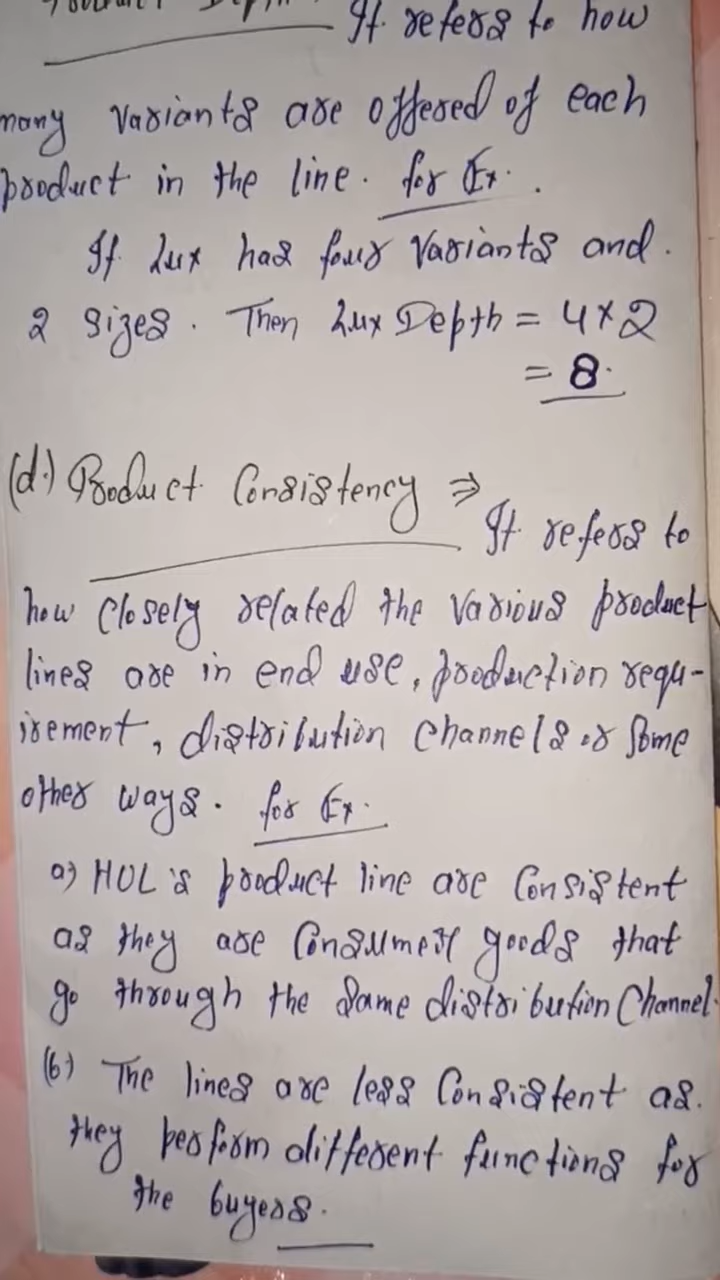 Product Depth It refers to how
many variants are offered of each
product in the line. for Ex.
If Lux has four variants and
2 sizes. Then Lux Depth = 4×2
= 8.
(d.) Product Consistency ⇒
It refers to
how closely related the various product
lines are in end use, production requ-
irement, distribution channels or some
other ways. for Ex.
a) HUL's product line are consistent
as they are consumer goods that
go through the same distribution channel.
(b) The lines are less consistent as.
they perform different functions for
the buyers.